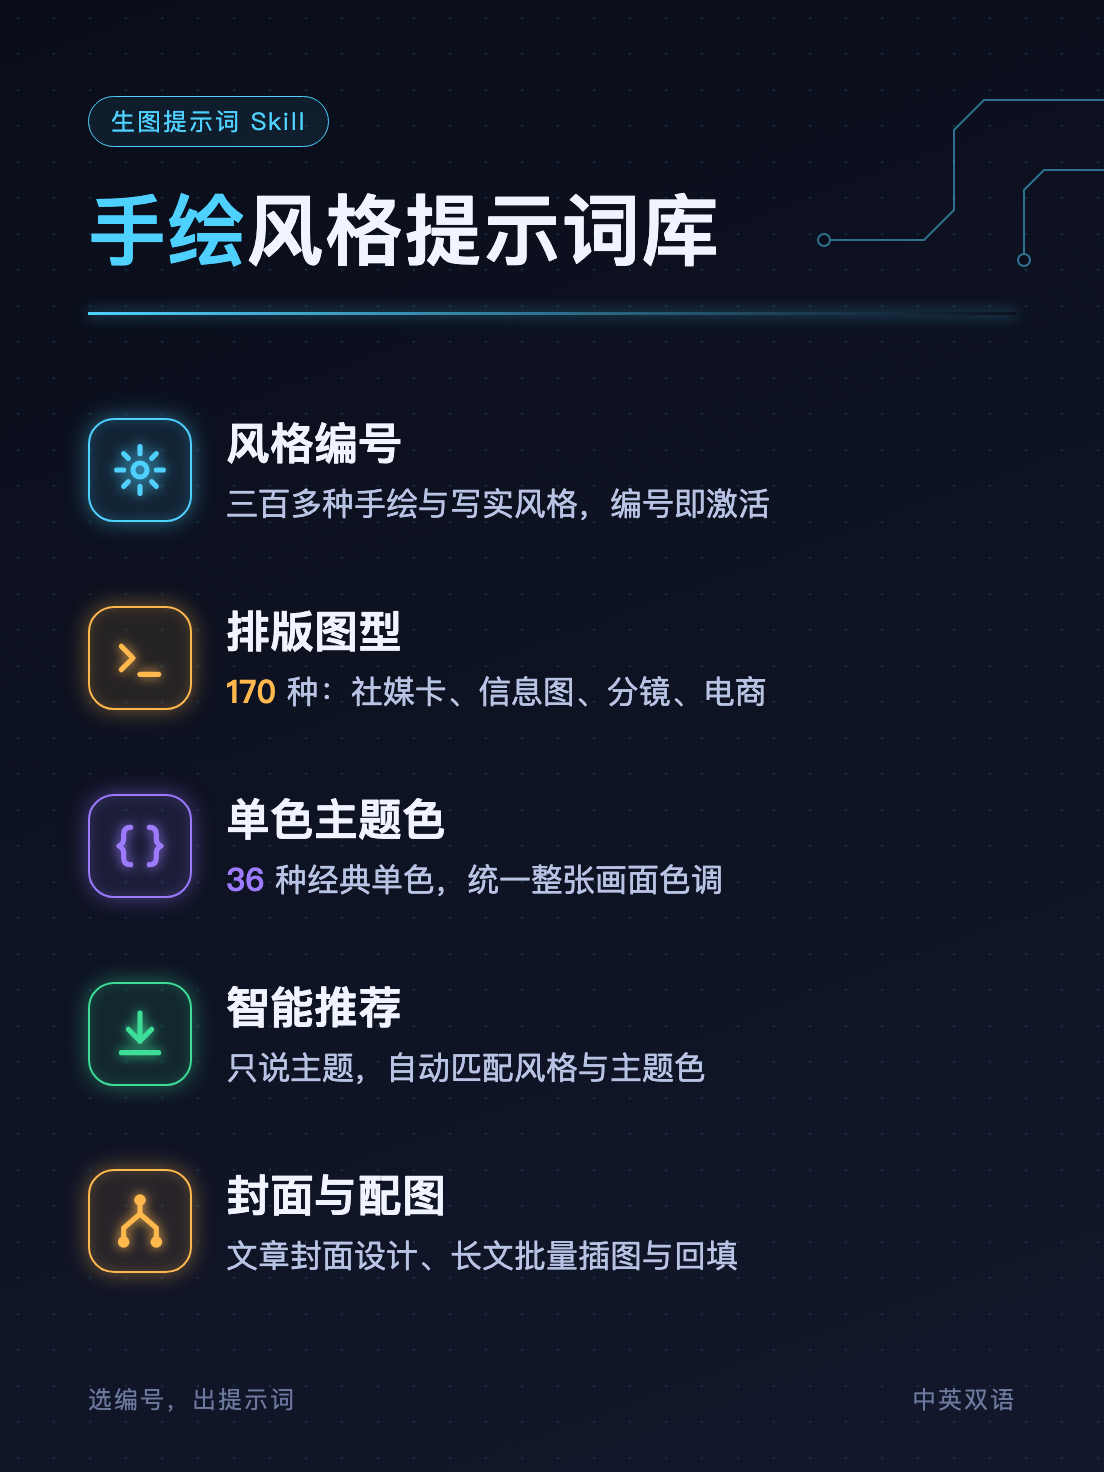 生图提示词 Skill
手绘风格提示词库
风格编号
三百多种手绘与写实风格，编号即激活
排版图型
170 种：社媒卡、信息图、分镜、电商
单色主题色
36 种经典单色，统一整张画面色调
智能推荐
只说主题，自动匹配风格与主题色
封面与配图
文章封面设计、长文批量插图与回填
选编号，出提示词
中英双语